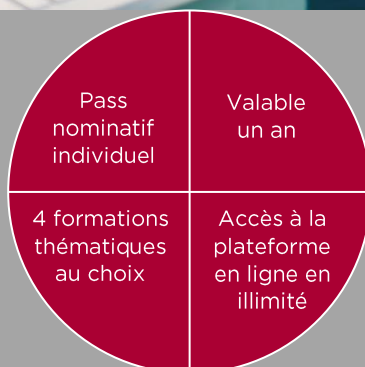 Pass
nominatif
individuel
Valable
un an
4 formations
thématiques
au choix
Accès à la
plateforme
en ligne en
illimité